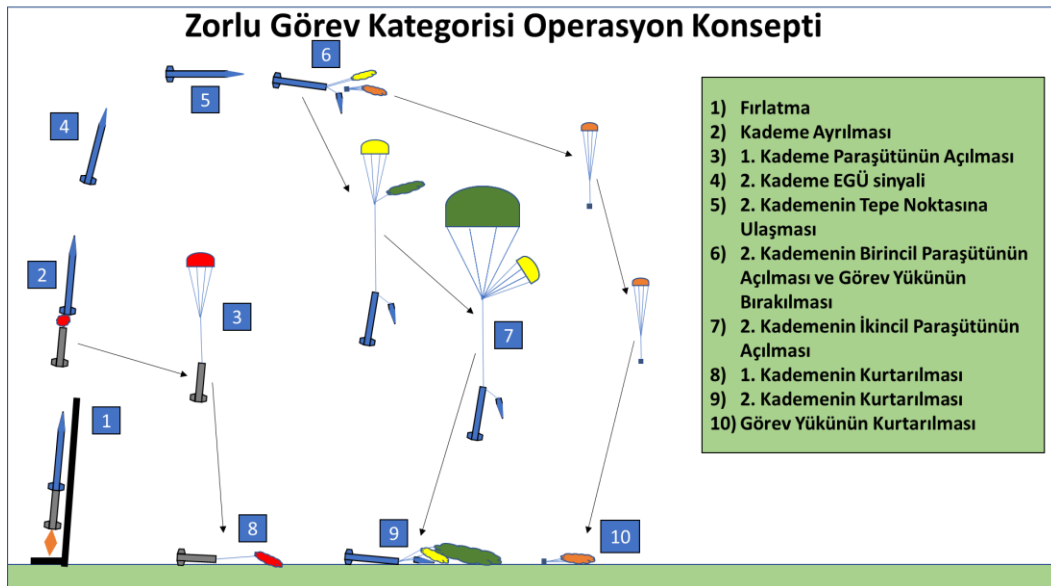 Zorlu Görev Kategorisi Operasyon Konsepti
6
5
4
2
3
7
1
8
9
10
1) Fırlatma
2) Kademe Ayrılması
3) 1. Kademe Paraşütünün Açılması
4) 2. Kademe EGÜ sinyali
5) 2. Kademenin Tepe Noktasına
Ulaşması
6) 2. Kademenin Birincil Paraşütünün
Açılması ve Görev Yükünün
Bırakılması
7) 2. Kademenin İkincil Paraşütünün
Açılması
8) 1. Kademenin Kurtarılması
9) 2. Kademenin Kurtarılması
10) Görev Yükünün Kurtarılması